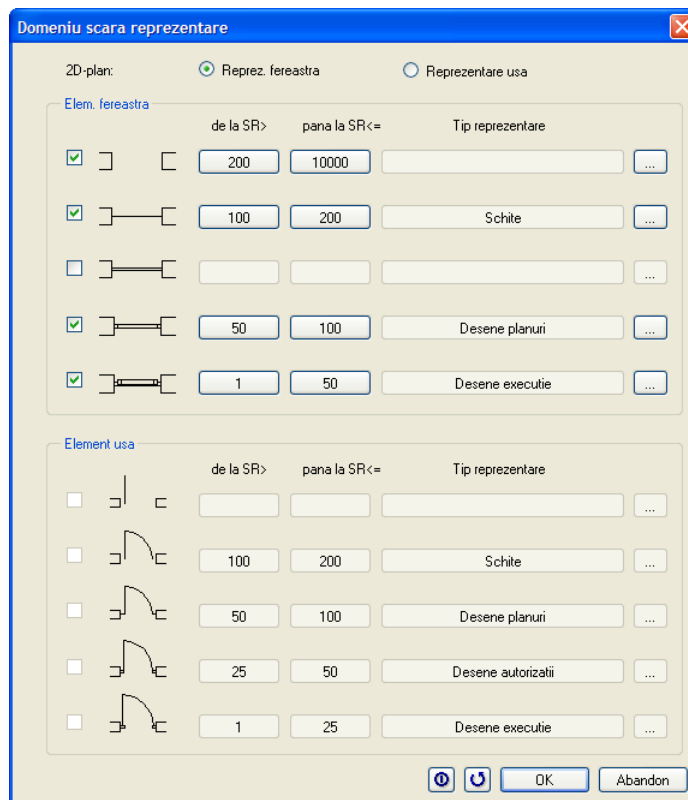 Domeniu scara reprezentare
2D-plan: Reprez. fereastra Reprezentare usa
Elem. fereastra
de la SR> pana la SR<= Tip reprezentare
200 10000 ...
100 200 Schite ...
...
50 100 Desene planuri ...
1 50 Desene executie ...
Element usa
de la SR> pana la SR<= Tip reprezentare
...
100 200 Schite ...
50 100 Desene planuri ...
25 50 Desene autorizatii ...
1 25 Desene executie ...
OK Abandon